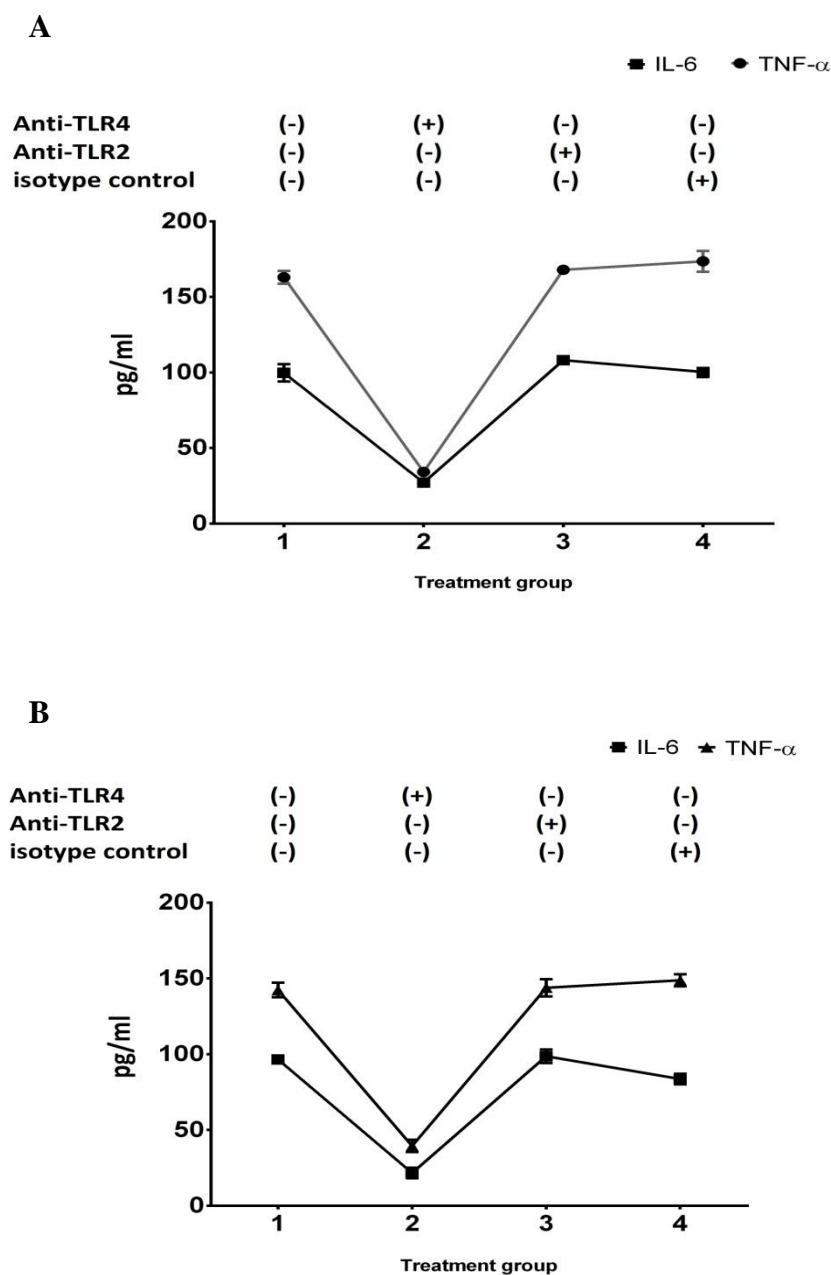 A
IL-6 TNF-α
Anti-TLR4 (-) (+) (-) (-)
Anti-TLR2 (-) (-) (+) (-)
isotype control (-) (-) (-) (+)
200
150
100
50
0
pg/ml
1 2 3 4
Treatment group
B
IL-6 TNF-α
Anti-TLR4 (-) (+) (-) (-)
Anti-TLR2 (-) (-) (+) (-)
isotype control (-) (-) (-) (+)
200
150
100
50
0
pg/ml
1 2 3 4
Treatment group